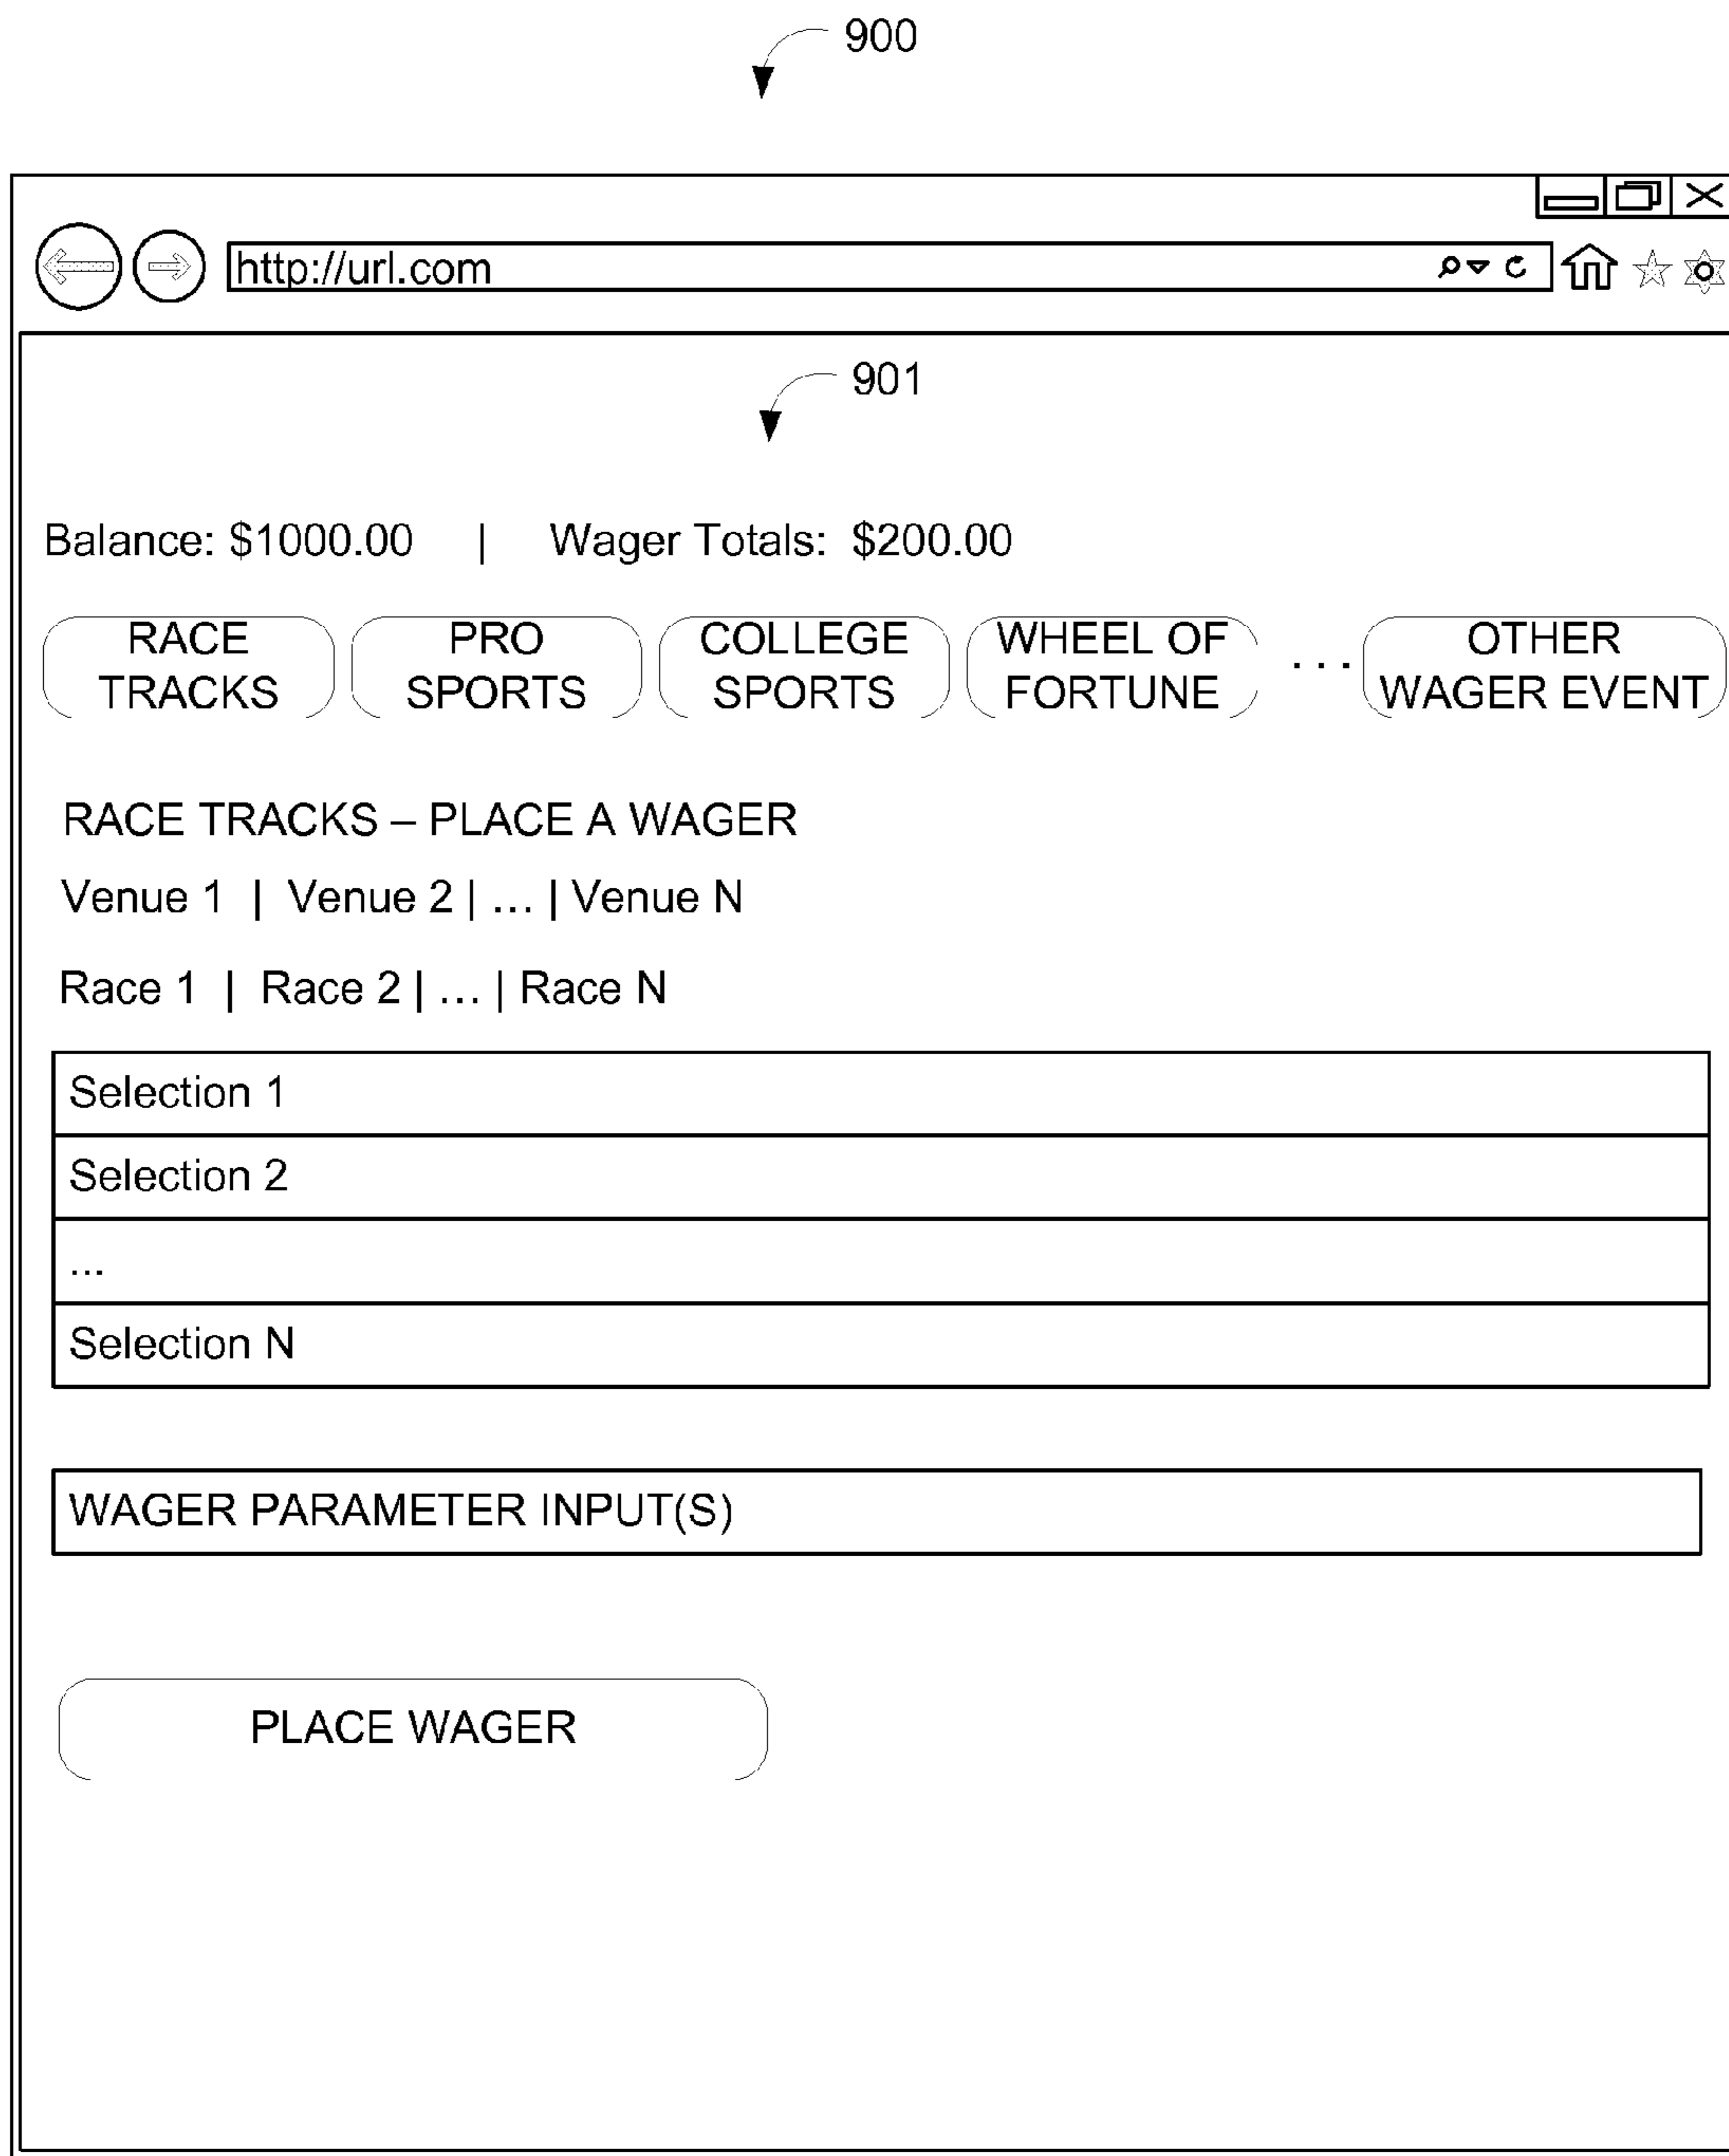 900
http://url.com
901
Balance: $1000.00 | Wager Totals: $200.00
RACE TRACKS
PRO SPORTS
COLLEGE SPORTS
WHEEL OF FORTUNE
...
OTHER WAGER EVENT
RACE TRACKS – PLACE A WAGER
Venue 1 | Venue 2 | ... | Venue N
Race 1 | Race 2 | ... | Race N
Selection 1
Selection 2
...
Selection N
WAGER PARAMETER INPUT(S)
PLACE WAGER